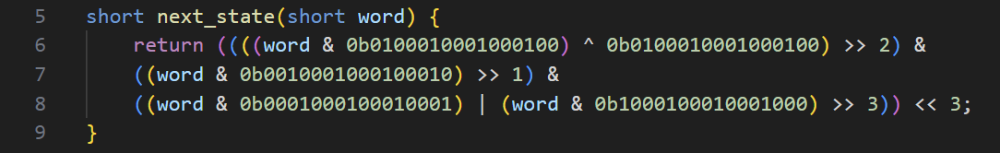 5 short next_state(short word) {
6 return ((((word & 0b0100010001000100) ^ 0b0100010001000100) >> 2) &
7 ((word & 0b0010001000100010) >> 1) &
8 ((word & 0b0001000100010001) | (word & 0b1000100010001000) >> 3)) << 3;
9 }